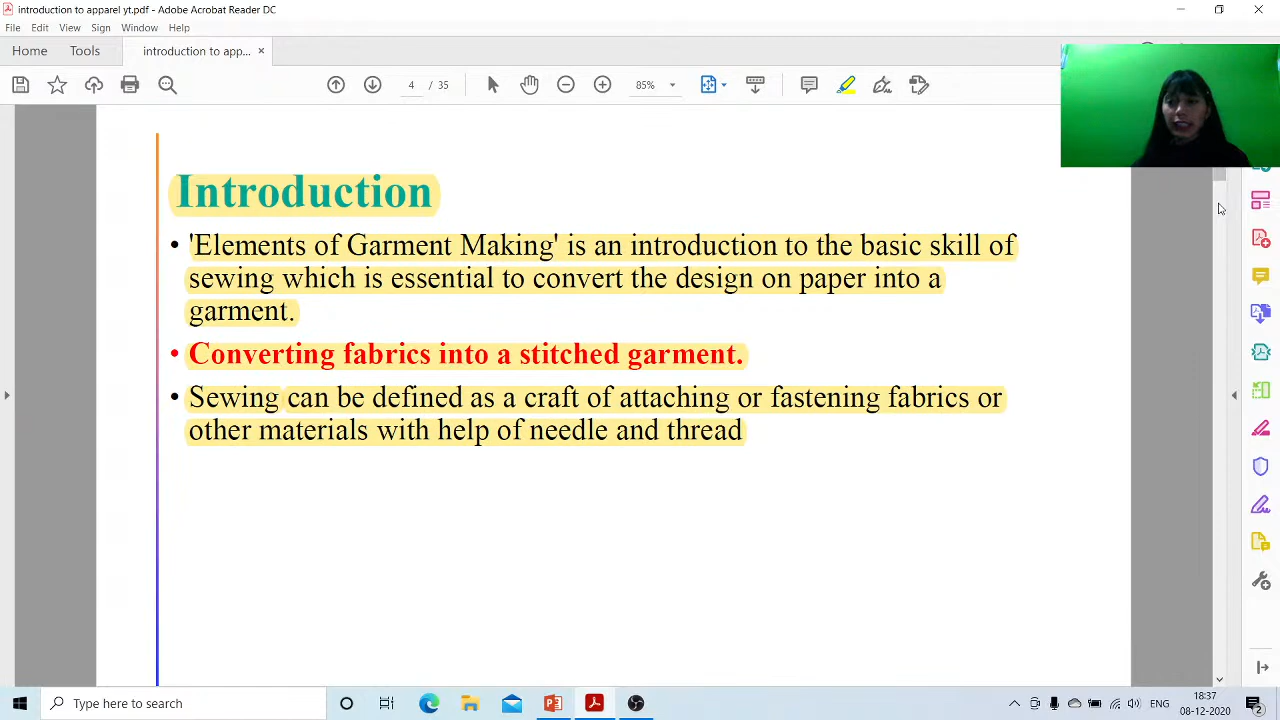 introduction to apparel yt.pdf - Adobe Acrobat Reader DC
File Edit View Sign Window Help
Home Tools introduction to app... ×
4 / 35 85%
Introduction
• 'Elements of Garment Making' is an introduction to the basic skill of
sewing which is essential to convert the design on paper into a
garment.
• Converting fabrics into a stitched garment.
• Sewing can be defined as a craft of attaching or fastening fabrics or
other materials with help of needle and thread
Type here to search
ENG
18:37
08-12-2020
2